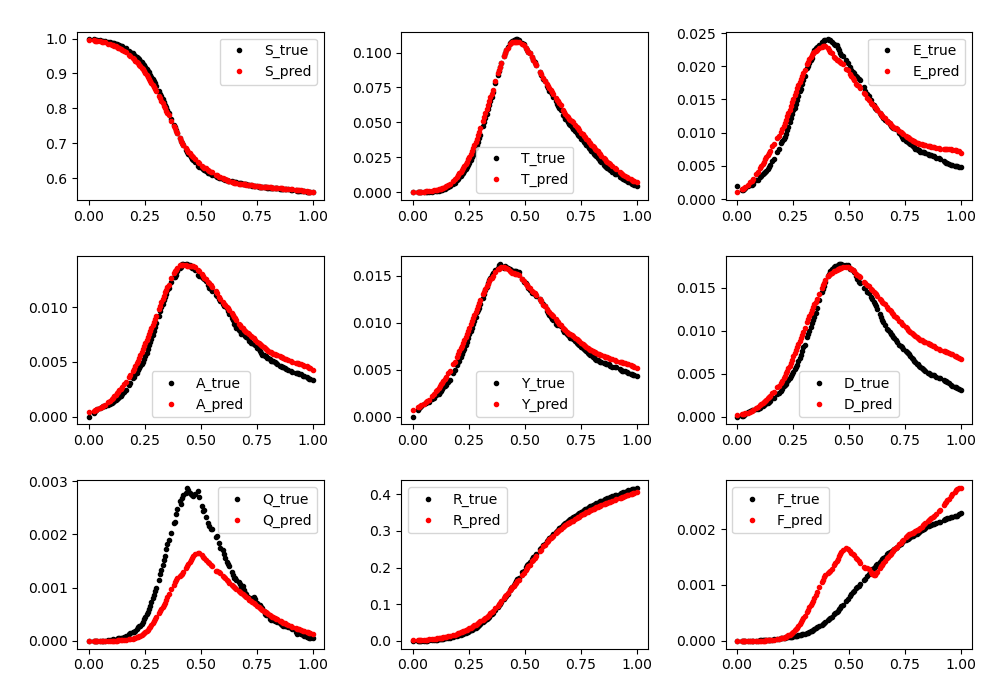 1.0
0.9
0.8
0.7
0.6
0.00 0.25 0.50 0.75 1.00
S_true
S_pred
0.100
0.075
0.050
0.025
0.000
0.00 0.25 0.50 0.75 1.00
T_true
T_pred
0.025
0.020
0.015
0.010
0.005
0.000
0.00 0.25 0.50 0.75 1.00
E_true
E_pred
0.010
0.005
0.000
0.00 0.25 0.50 0.75 1.00
A_true
A_pred
0.015
0.010
0.005
0.000
0.00 0.25 0.50 0.75 1.00
Y_true
Y_pred
0.015
0.010
0.005
0.000
0.00 0.25 0.50 0.75 1.00
D_true
D_pred
0.003
0.002
0.001
0.000
0.00 0.25 0.50 0.75 1.00
Q_true
Q_pred
0.4
0.3
0.2
0.1
0.0
0.00 0.25 0.50 0.75 1.00
R_true
R_pred
0.002
0.001
0.000
0.00 0.25 0.50 0.75 1.00
F_true
F_pred